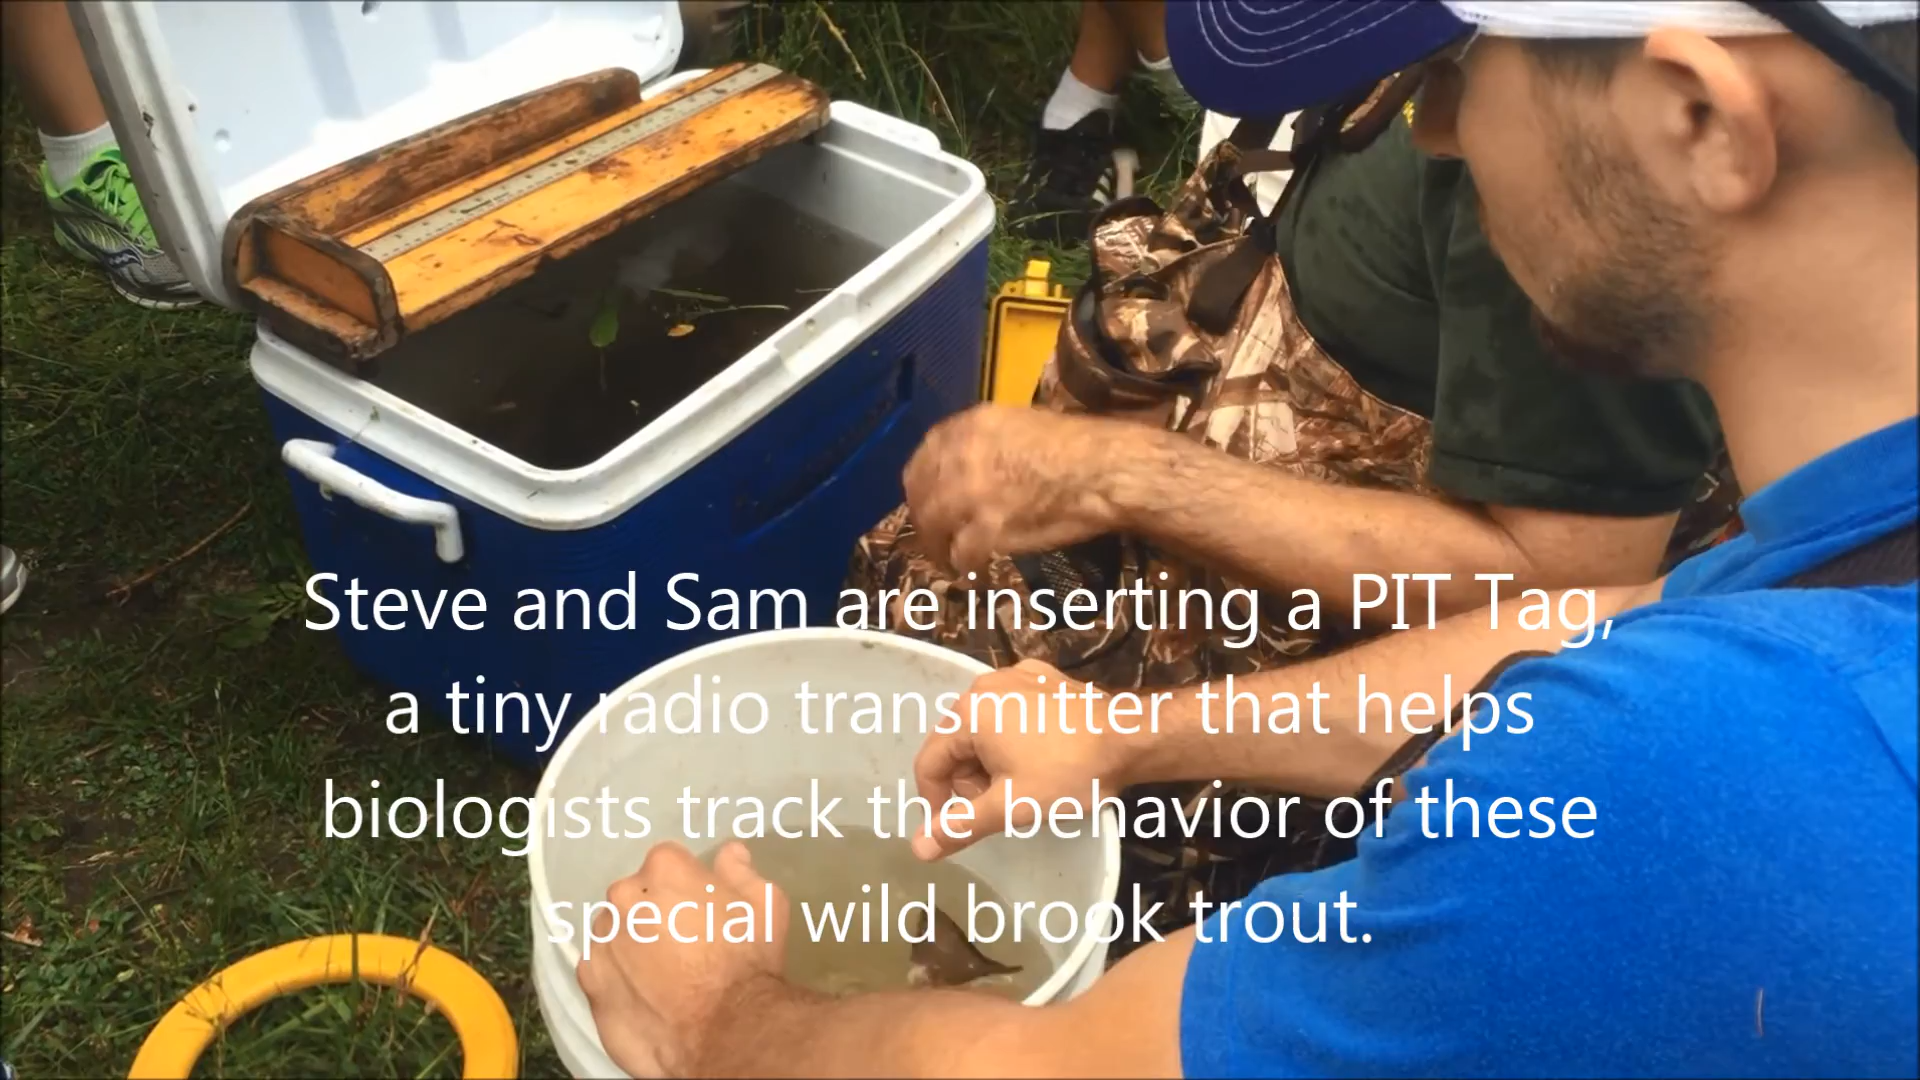 Steve and Sam are inserting a PIT Tag,
a tiny radio transmitter that helps
biologists track the behavior of these
special wild brook trout.